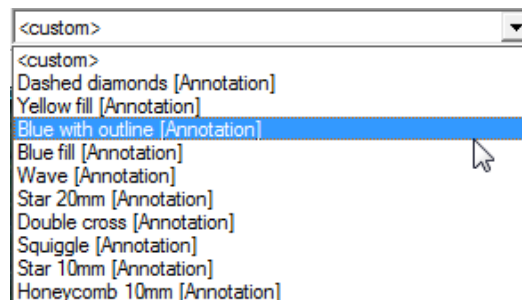 <custom>
<custom>
Dashed diamonds [Annotation]
Yellow fill [Annotation]
Blue with outline [Annotation]
Blue fill [Annotation]
Wave [Annotation]
Star 20mm [Annotation]
Double cross [Annotation]
Squiggle [Annotation]
Star 10mm [Annotation]
Honeycomb 10mm [Annotation]